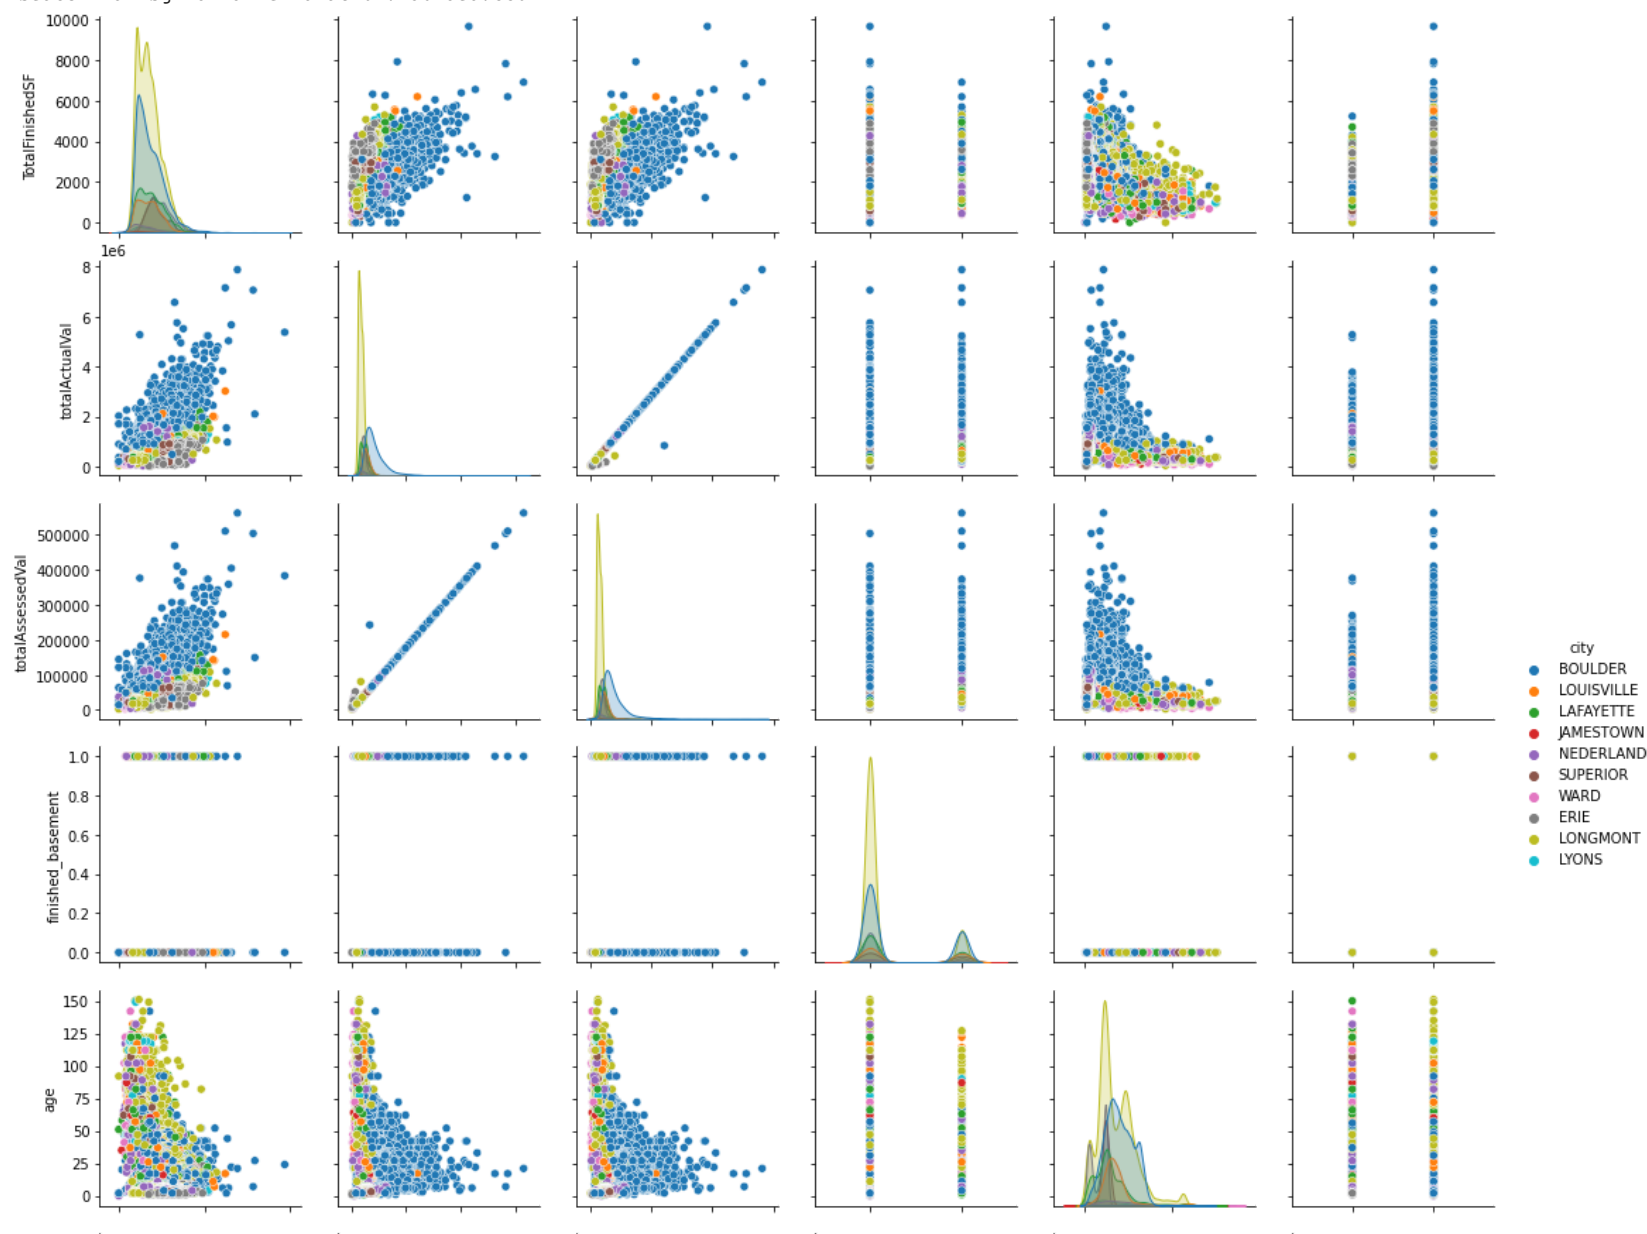 10000
8000
6000
4000
2000
0
TotalFinishedSF
1e6
8
6
4
2
0
totalActualVal
500000
400000
300000
200000
100000
0
totalAssessedVal
1.0
0.8
0.6
0.4
0.2
0.0
finished_basement
150
125
100
75
50
25
0
age
city
BOULDER
LOUISVILLE
LAFAYETTE
JAMESTOWN
NEDERLAND
SUPERIOR
WARD
ERIE
LONGMONT
LYONS